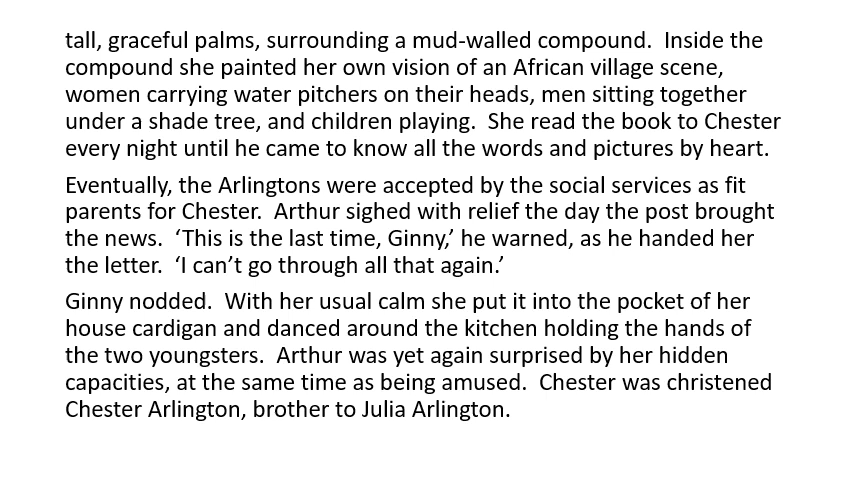 tall, graceful palms, surrounding a mud-walled compound.  Inside the
compound she painted her own vision of an African village scene,
women carrying water pitchers on their heads, men sitting together
under a shade tree, and children playing.  She read the book to Chester
every night until he came to know all the words and pictures by heart.
Eventually, the Arlingtons were accepted by the social services as fit
parents for Chester.  Arthur sighed with relief the day the post brought
the news.  ‘This is the last time, Ginny,’ he warned, as he handed her
the letter.  ‘I can’t go through all that again.’
Ginny nodded.  With her usual calm she put it into the pocket of her
house cardigan and danced around the kitchen holding the hands of
the two youngsters.  Arthur was yet again surprised by her hidden
capacities, at the same time as being amused.  Chester was christened
Chester Arlington, brother to Julia Arlington.